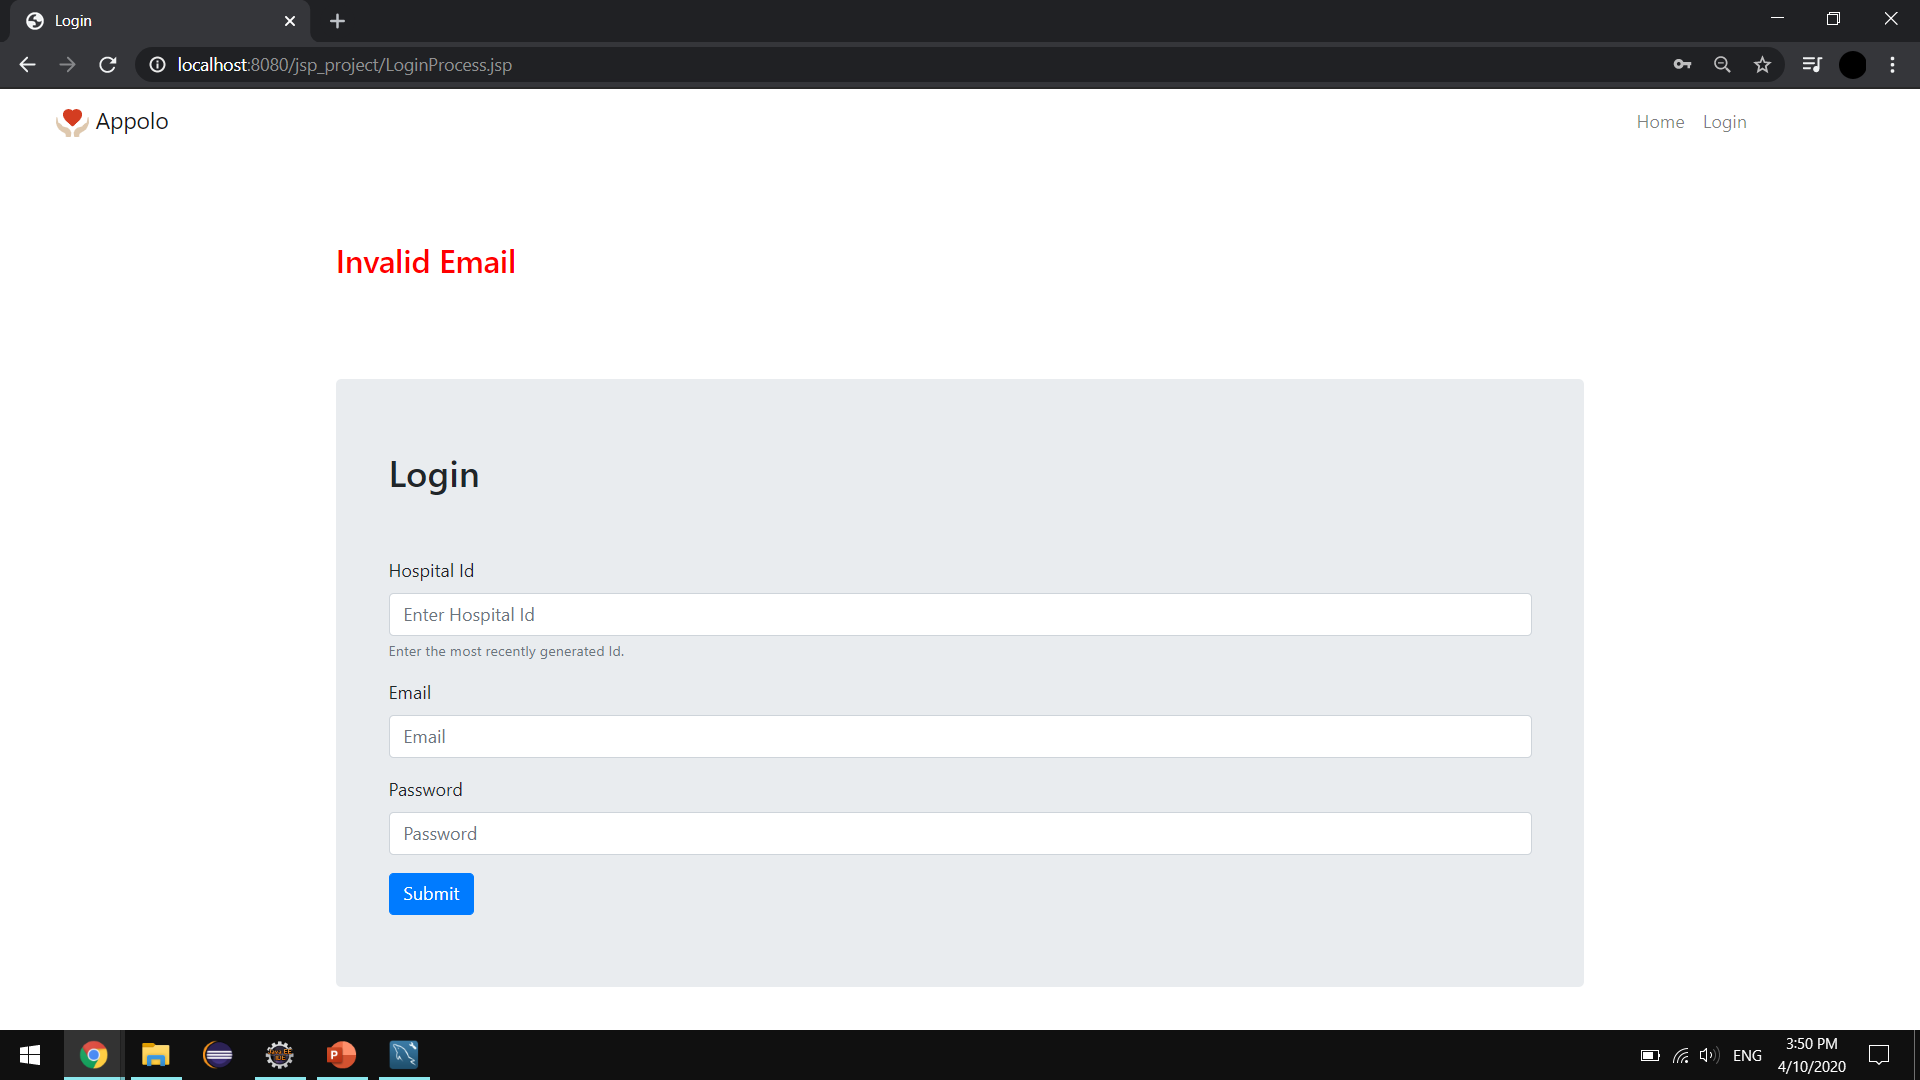 Login
localhost:8080/jsp_project/LoginProcess.jsp
Appolo
Home Login
Invalid Email
Login
Hospital Id
Enter Hospital Id
Enter the most recently generated Id.
Email
Email
Password
Password
Submit
ENG
3:50 PM
4/10/2020